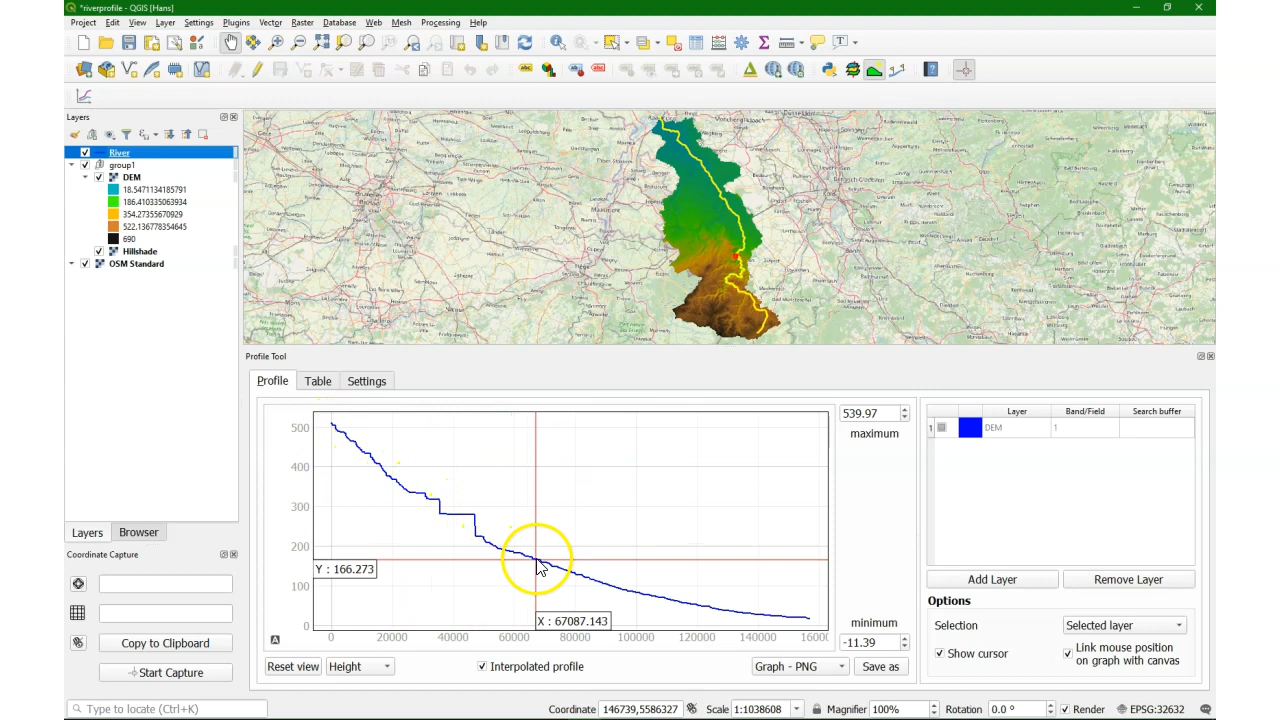 *riverprofile - QGIS [Hans]
Project Edit View Layer Settings Plugins Vector Raster Database Web Mesh Processing Help
Layers
River
group1
DEM
18.5471134185791
186.410335063934
354.27355670929
522.136778354645
690
Hillshade
OSM Standard
Layers Browser
Coordinate Capture
Copy to Clipboard
Start Capture
Profile Tool
Profile Table Settings
500
400
300
200
100
0
0 20000 40000 60000 80000 100000 120000 140000 16000
Y : 166.273
X : 67087.143
539.97
maximum
minimum
-11.39
Reset view Height Interpolated profile Graph - PNG Save as
Layer Band/Field Search buffer
1 DEM 1
Add Layer Remove Layer
Options
Selection Selected layer
Show cursor Link mouse position
on graph with canvas
Type to locate (Ctrl+K) Coordinate 146739,5586327 Scale 1:1038608 Magnifier 100% Rotation 0.0 ° Render EPSG:32632